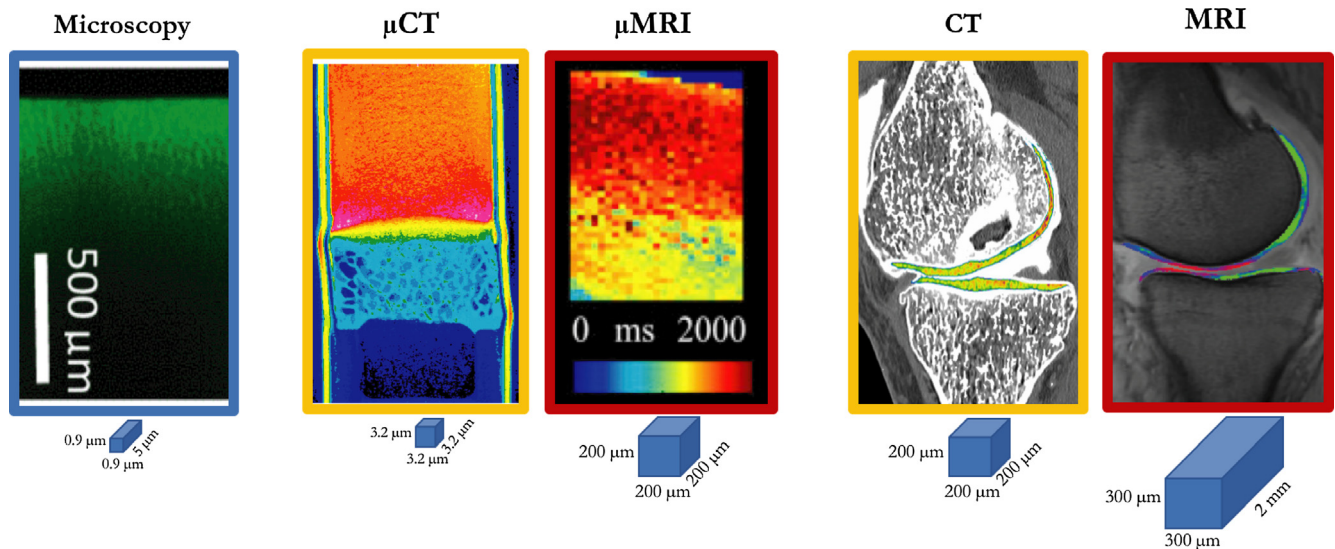 Microscopy
µCT
µMRI
CT
MRI
500 µm
0 ms 2000
0.9 µm
5 µm
0.9 µm
3.2 µm
3.2 µm
3.2 µm
200 µm
200 µm
200 µm
200 µm
200 µm
200 µm
300 µm
2 mm
300 µm